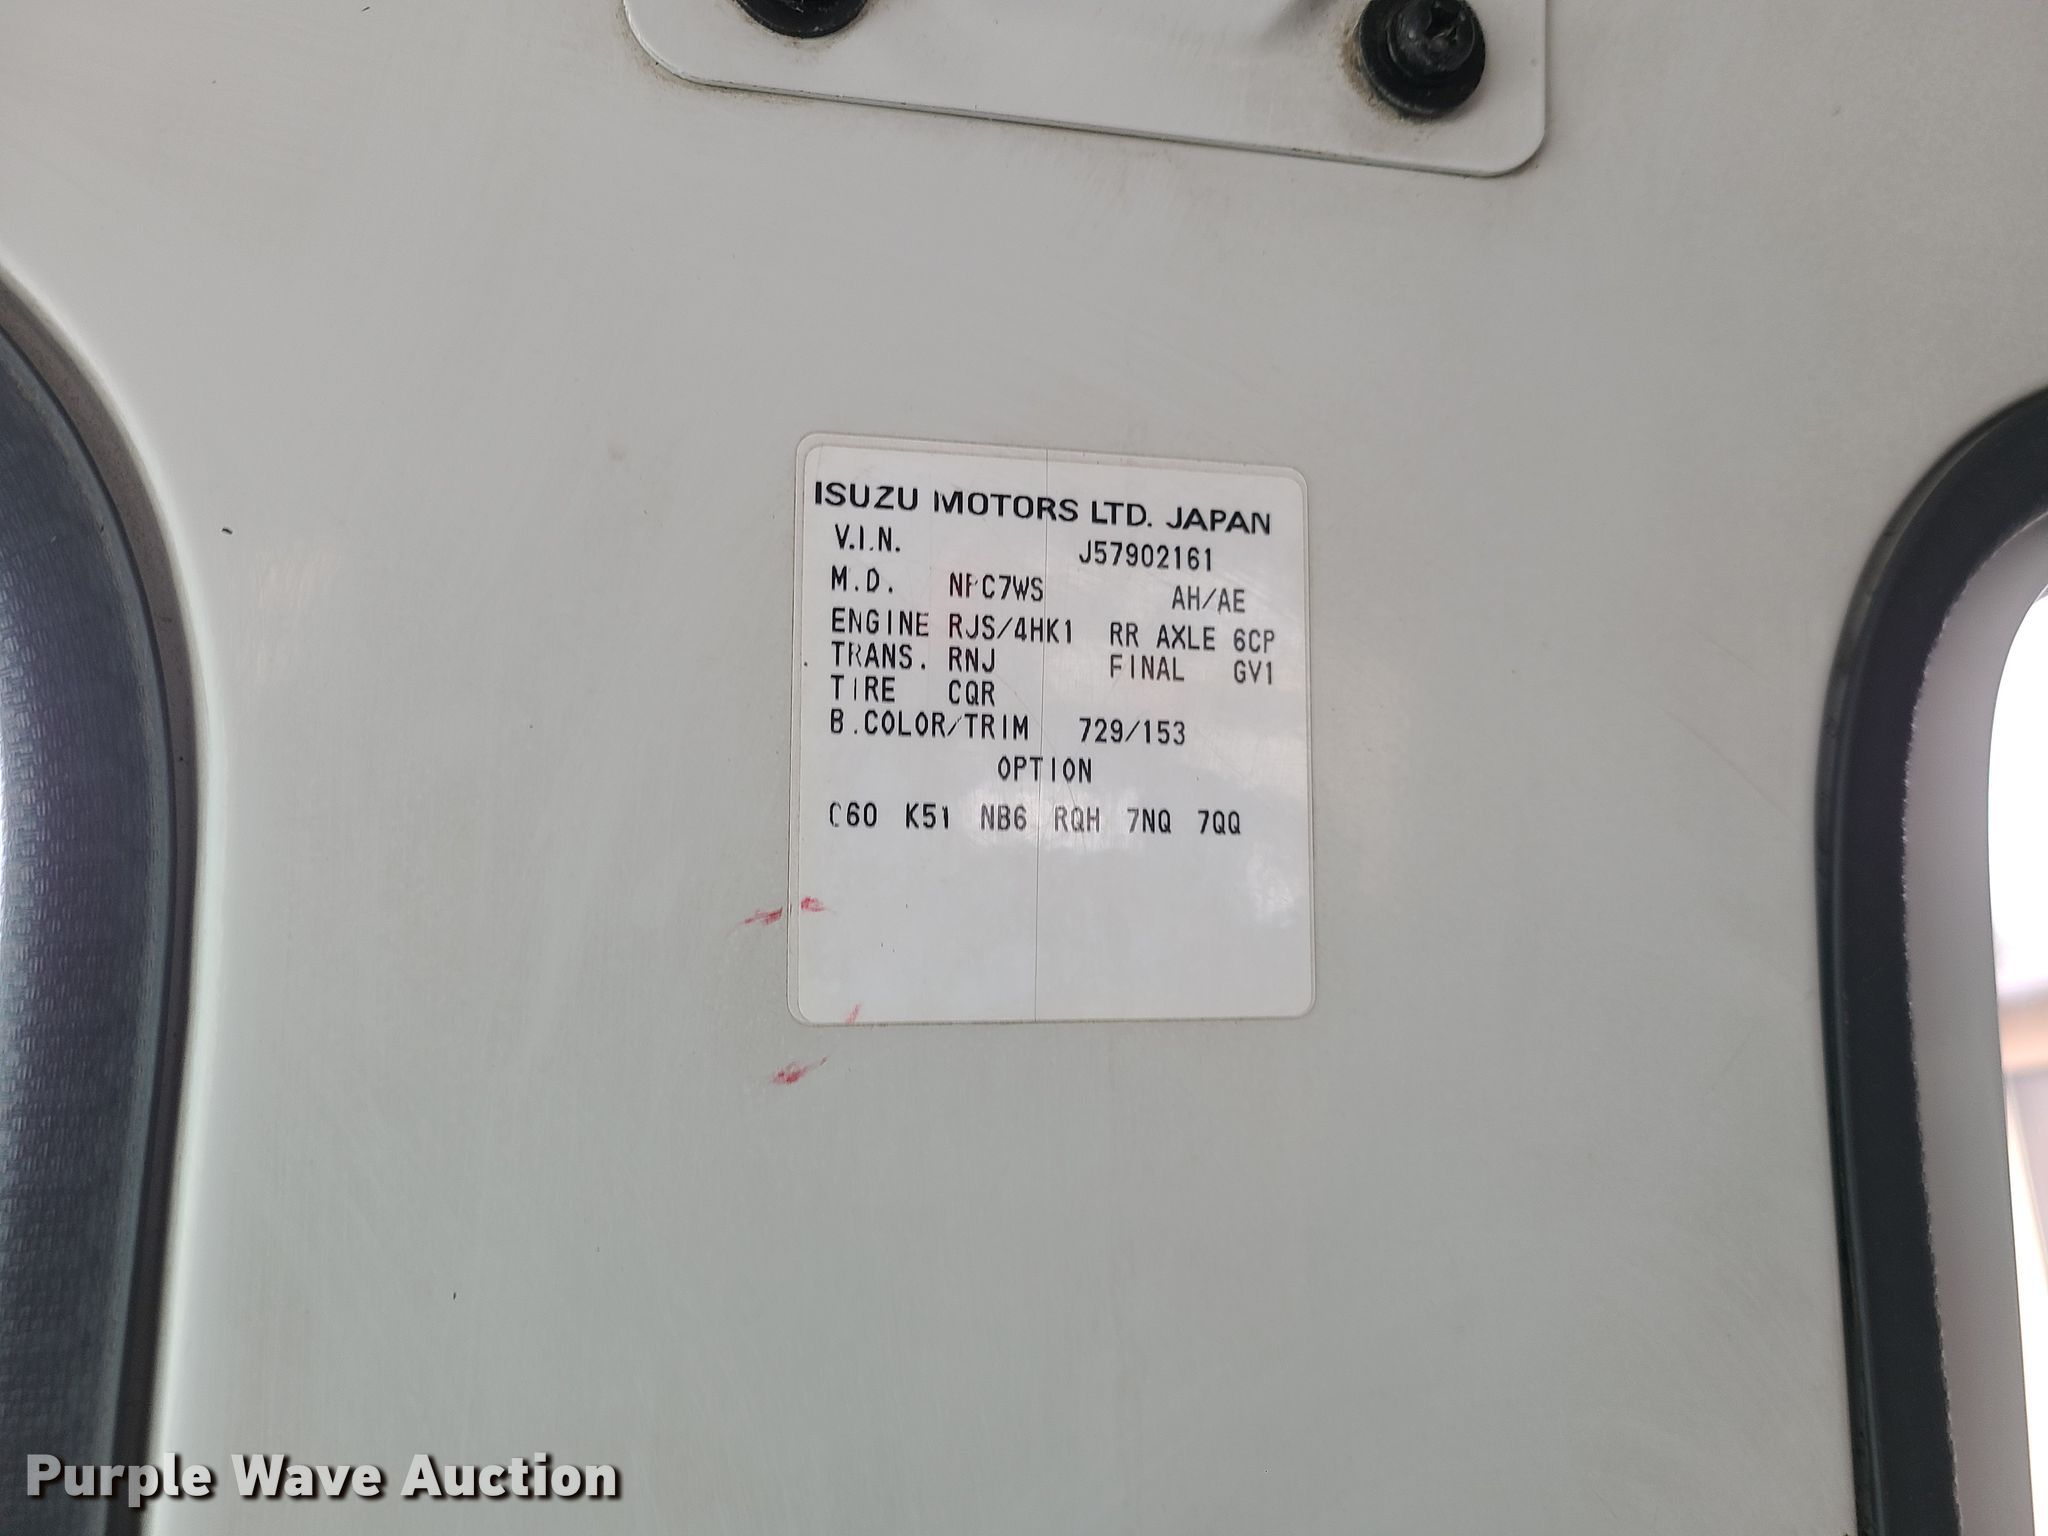 ISUZU MOTORS LTD. JAPAN
V.I.N. J57902161
M.D. NPC7WS AH/AE
ENGINE RJS/4HK1 RR AXLE 6CP
TRANS. RNJ FINAL GV1
TIRE CQR
B.COLOR/TRIM 729/153
OPTION
C60 K51 NB6 RQH 7NQ 7QQ
Purple Wave Auction